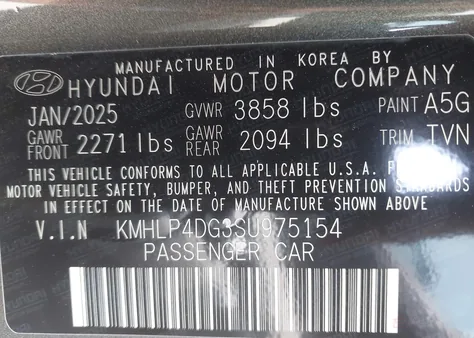 MANUFACTURED IN KOREA BY
HYUNDAI MOTOR COMPANY
JAN/2025 GVWR 3858 lbs PAINT A5G
GAWR FRONT 2271 lbs GAWR REAR 2094 lbs TRIM TVN
THIS VEHICLE CONFORMS TO ALL APPLICABLE U.S.A. FEDERAL
MOTOR VEHICLE SAFETY, BUMPER, AND THEFT PREVENTION STANDARDS
IN EFFECT ON THE DATE OF MANUFACTURE SHOWN ABOVE
V.I.N KMHLP4DG3SU975154
PASSENGER CAR